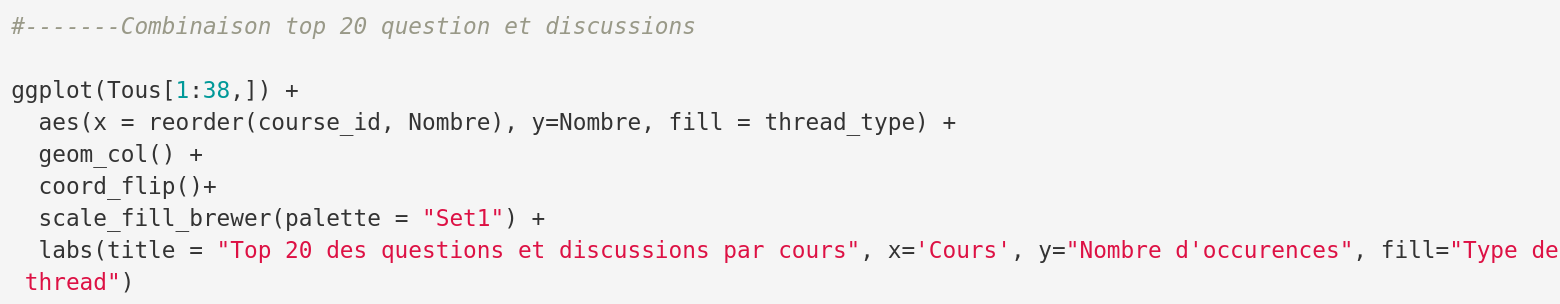 #-------Combinaison top 20 question et discussions
ggplot(Tous[1:38,]) +
  aes(x = reorder(course_id, Nombre), y=Nombre, fill = thread_type) +
  geom_col() +
  coord_flip()+
  scale_fill_brewer(palette = "Set1") +
  labs(title = "Top 20 des questions et discussions par cours", x='Cours', y="Nombre d'occurences", fill="Type de
 thread")